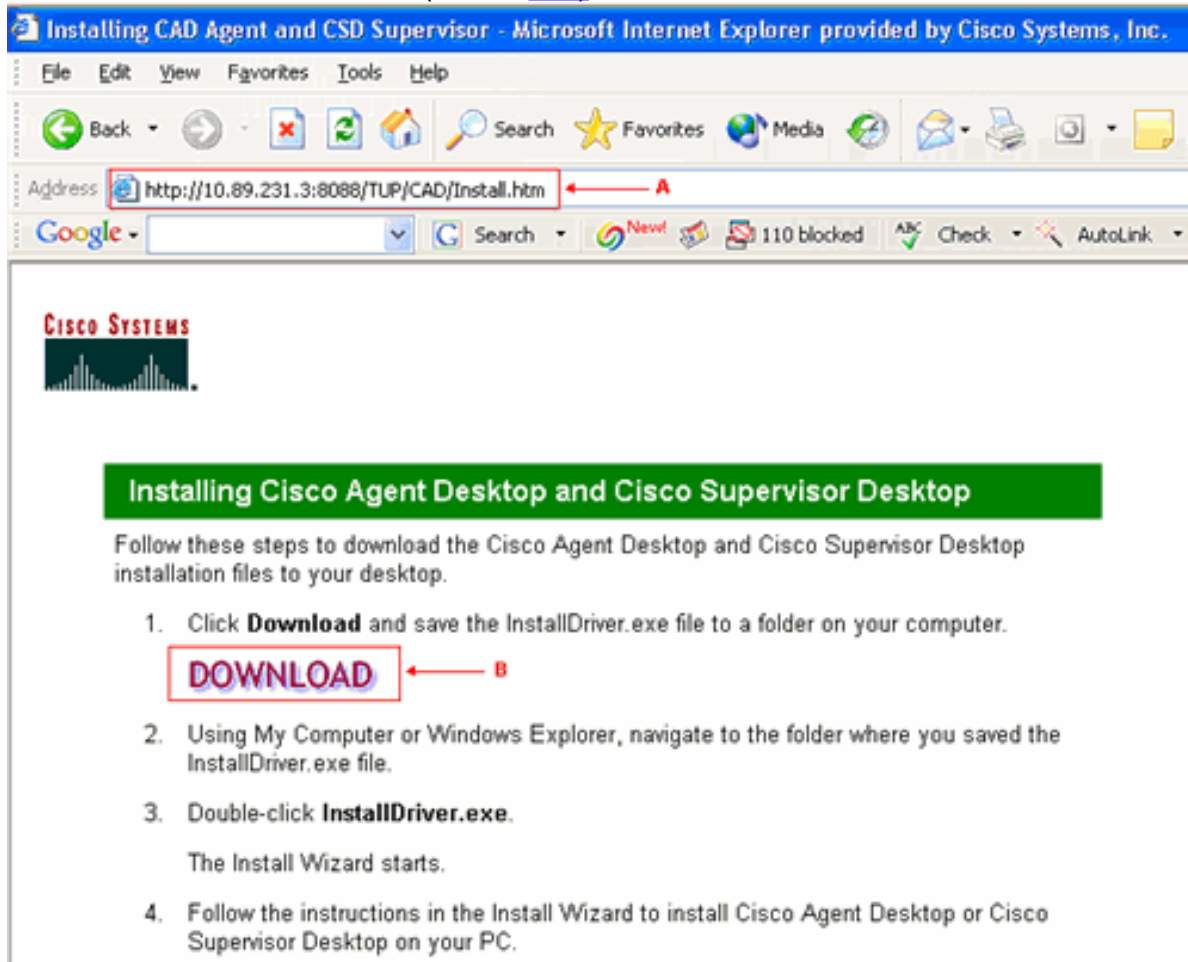 Installing CAD Agent and CSD Supervisor - Microsoft Internet Explorer provided by Cisco Systems, Inc.
File Edit View Favorites Tools Help
Back Search Favorites Media
Address http://10.89.231.3:8088/TUP/CAD/Install.htm A
Google Search New! 110 blocked ABC Check AutoLink
CISCO SYSTEMS
Installing Cisco Agent Desktop and Cisco Supervisor Desktop
Follow these steps to download the Cisco Agent Desktop and Cisco Supervisor Desktop
installation files to your desktop.
1. Click Download and save the InstallDriver.exe file to a folder on your computer.
DOWNLOAD B
2. Using My Computer or Windows Explorer, navigate to the folder where you saved the
InstallDriver.exe file.
3. Double-click InstallDriver.exe.
The Install Wizard starts.
4. Follow the instructions in the Install Wizard to install Cisco Agent Desktop or Cisco
Supervisor Desktop on your PC.